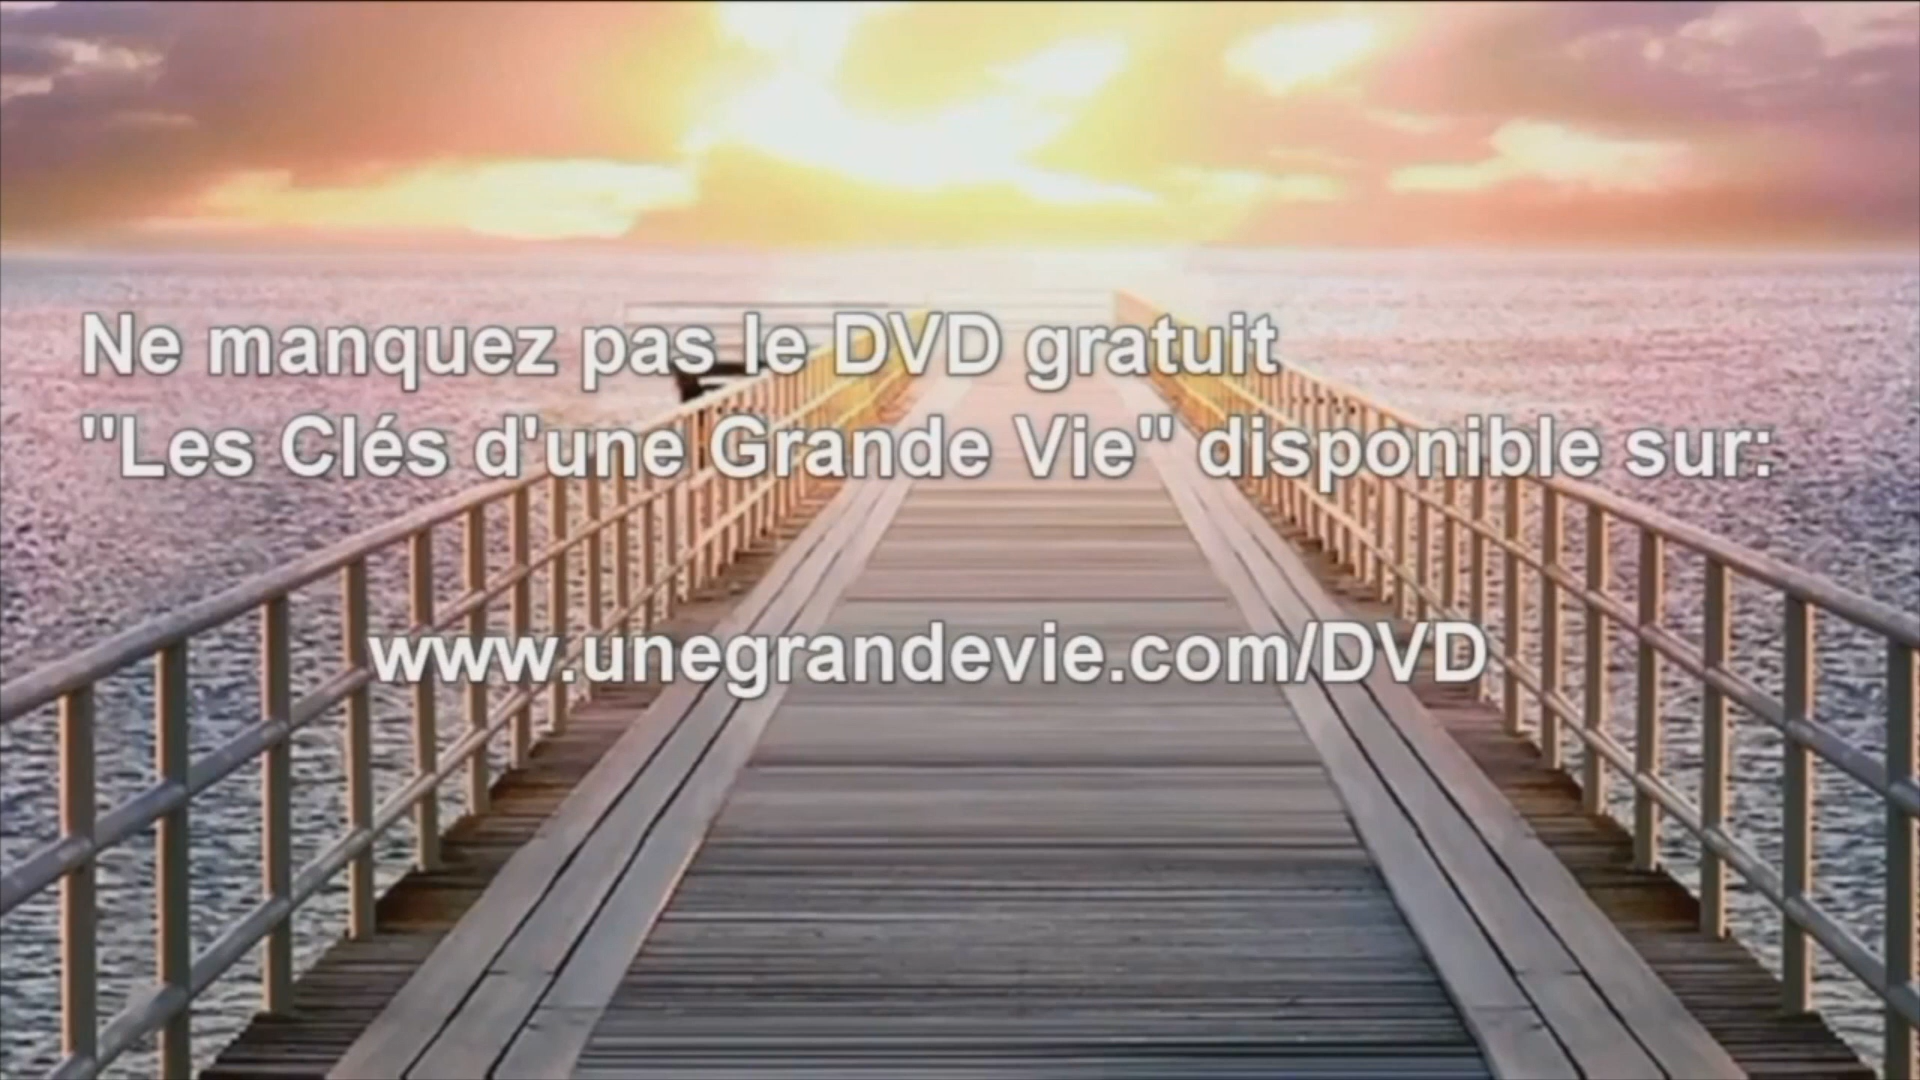 Ne manquez pas le DVD gratuit
"Les Clés d'une Grande Vie" disponible sur:
www.unegrandevie.com/DVD